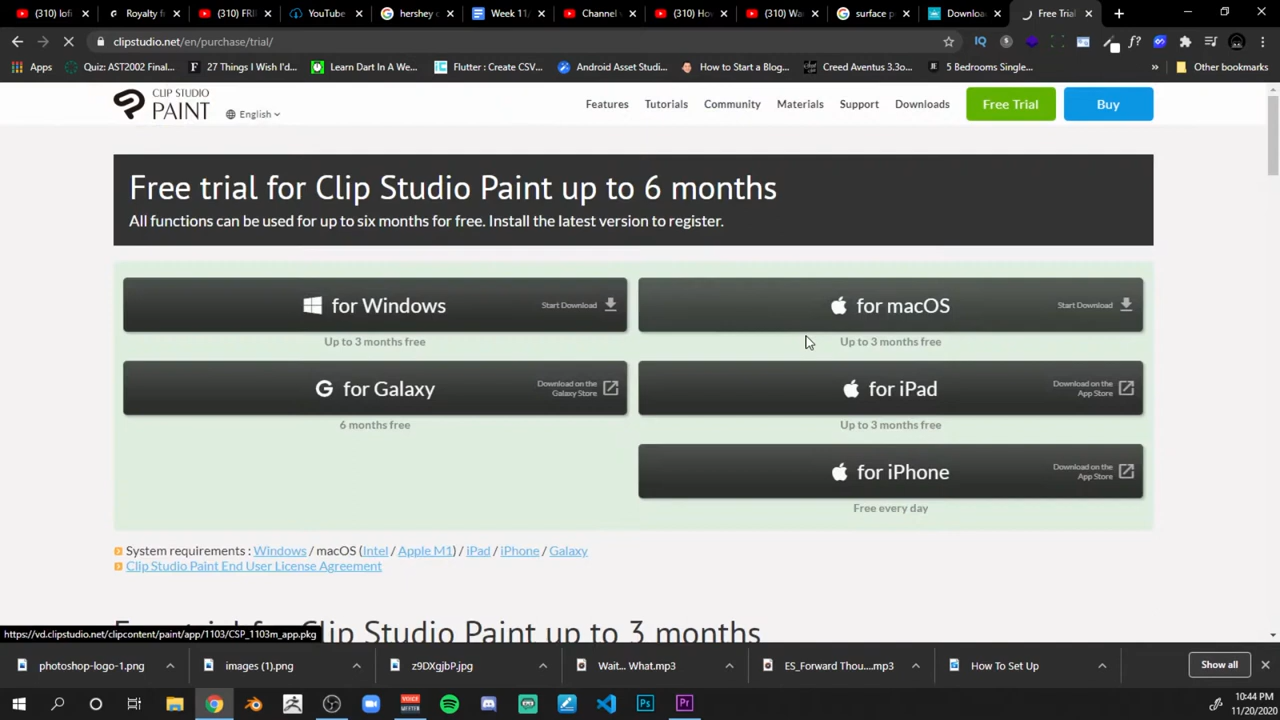 (310) lofi
Royalty f
(310) FRI
YouTube
hershey c
Week 11/
Channel
(310) Ho
(310) Wa
surface p
Downloa
Free Trial
clipstudio.net/en/purchase/trial/
Apps
Quiz: AST2002 Final...
27 Things I Wish I'd...
Learn Dart In A We...
Flutter : Create CSV...
Android Asset Studi...
How to Start a Blog...
Creed Aventus 3.3o...
5 Bedrooms Single...
»
Other bookmarks
CLIP STUDIO
PAINT
English
Features
Tutorials
Community
Materials
Support
Downloads
Free Trial
Buy
Free trial for Clip Studio Paint up to 6 months
All functions can be used for up to six months for free. Install the latest version to register.
for Windows
Start Download
Up to 3 months free
for macOS
Start Download
Up to 3 months free
for Galaxy
Download on the
Galaxy Store
6 months free
for iPad
Download on the
App Store
Up to 3 months free
for iPhone
Download on the
App Store
Free every day
System requirements : Windows / macOS (Intel / Apple M1) / iPad / iPhone / Galaxy
Clip Studio Paint End User License Agreement
Clip Studio Paint up to 3 months
https://vd.clipstudio.net/clipcontent/paint/app/1103/CSP_1103m_app.pkg
photoshop-logo-1.png
images (1).png
z9DXgjbP.jpg
Wait... What.mp3
ES_Forward Thou....mp3
How To Set Up
Show all
10:44 PM
11/20/2020